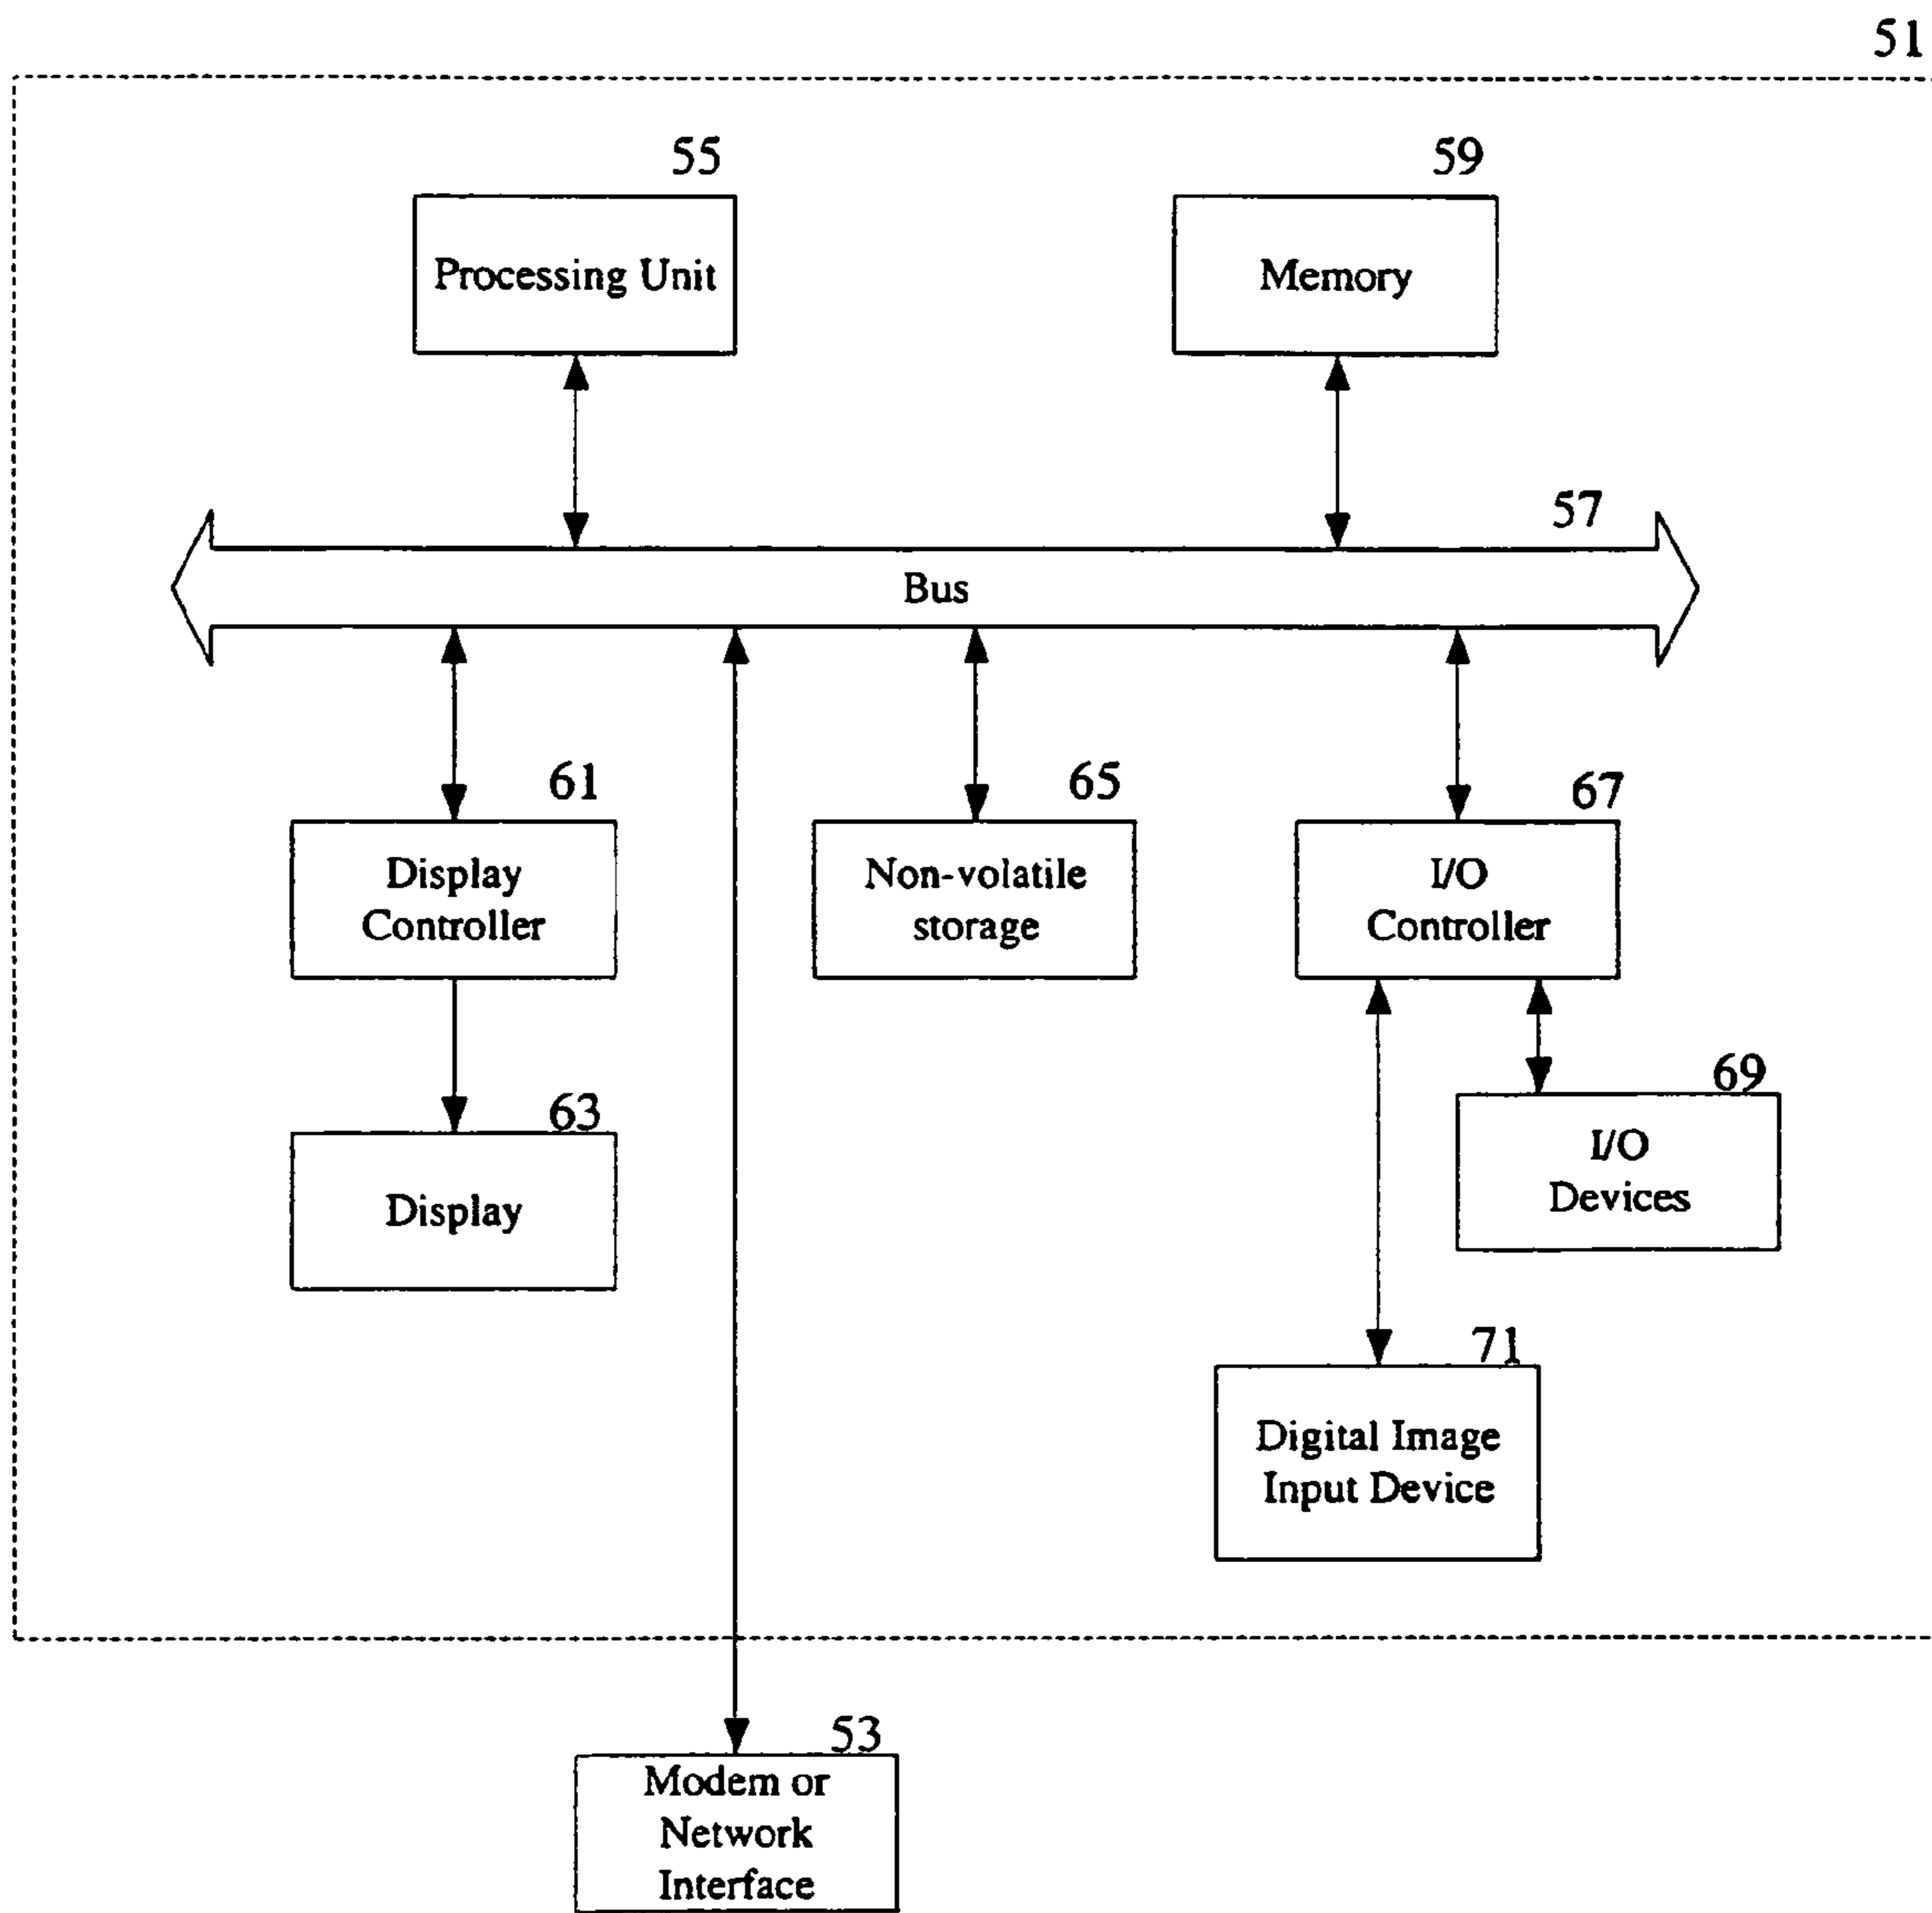 51
55
59
Processing Unit
Memory
57
Bus
61
65
67
Display
Controller
Non-volatile
storage
I/O
Controller
63
69
Display
I/O
Devices
71
Digital Image
Input Device
53
Modem or
Network
Interface